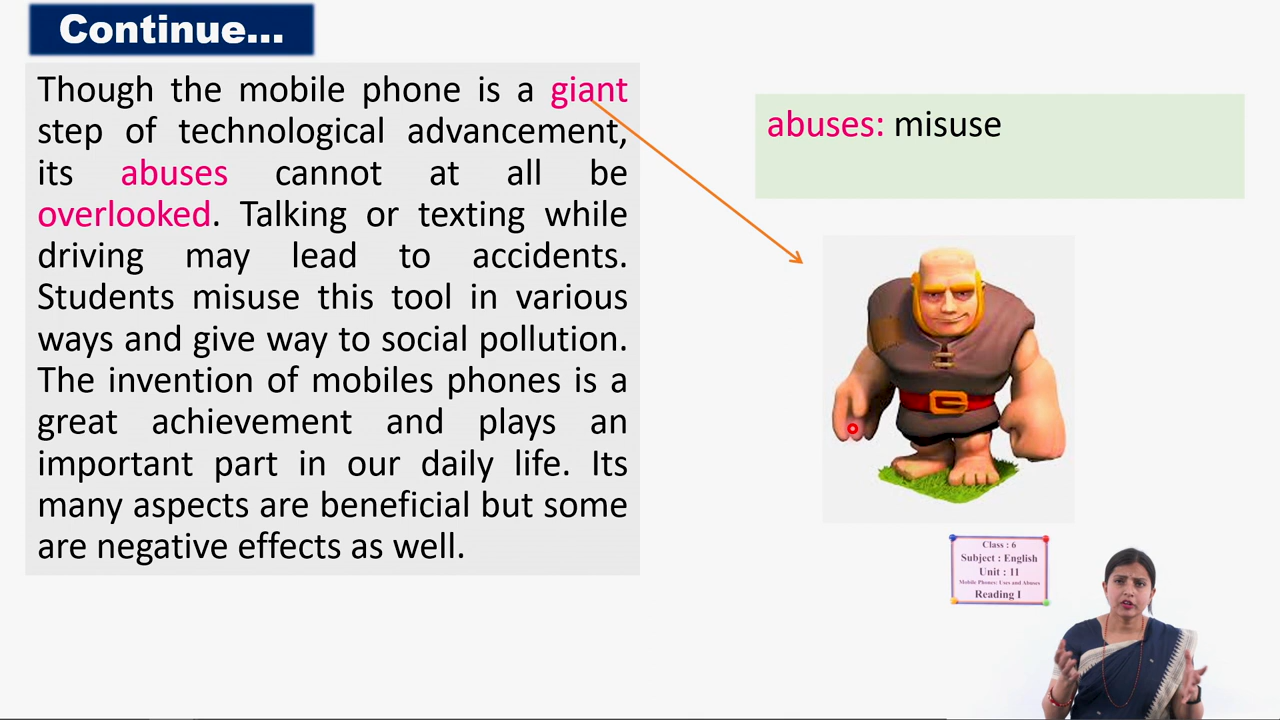 Continue...
Though the mobile phone is a giant
step of technological advancement,
its abuses cannot at all be
overlooked. Talking or texting while
driving may lead to accidents.
Students misuse this tool in various
ways and give way to social pollution.
The invention of mobiles phones is a
great achievement and plays an
important part in our daily life. Its
many aspects are beneficial but some
are negative effects as well.
abuses: misuse
Class : 6
Subject : English
Unit : 11
Mobile Phones: Uses and Abuses
Reading I